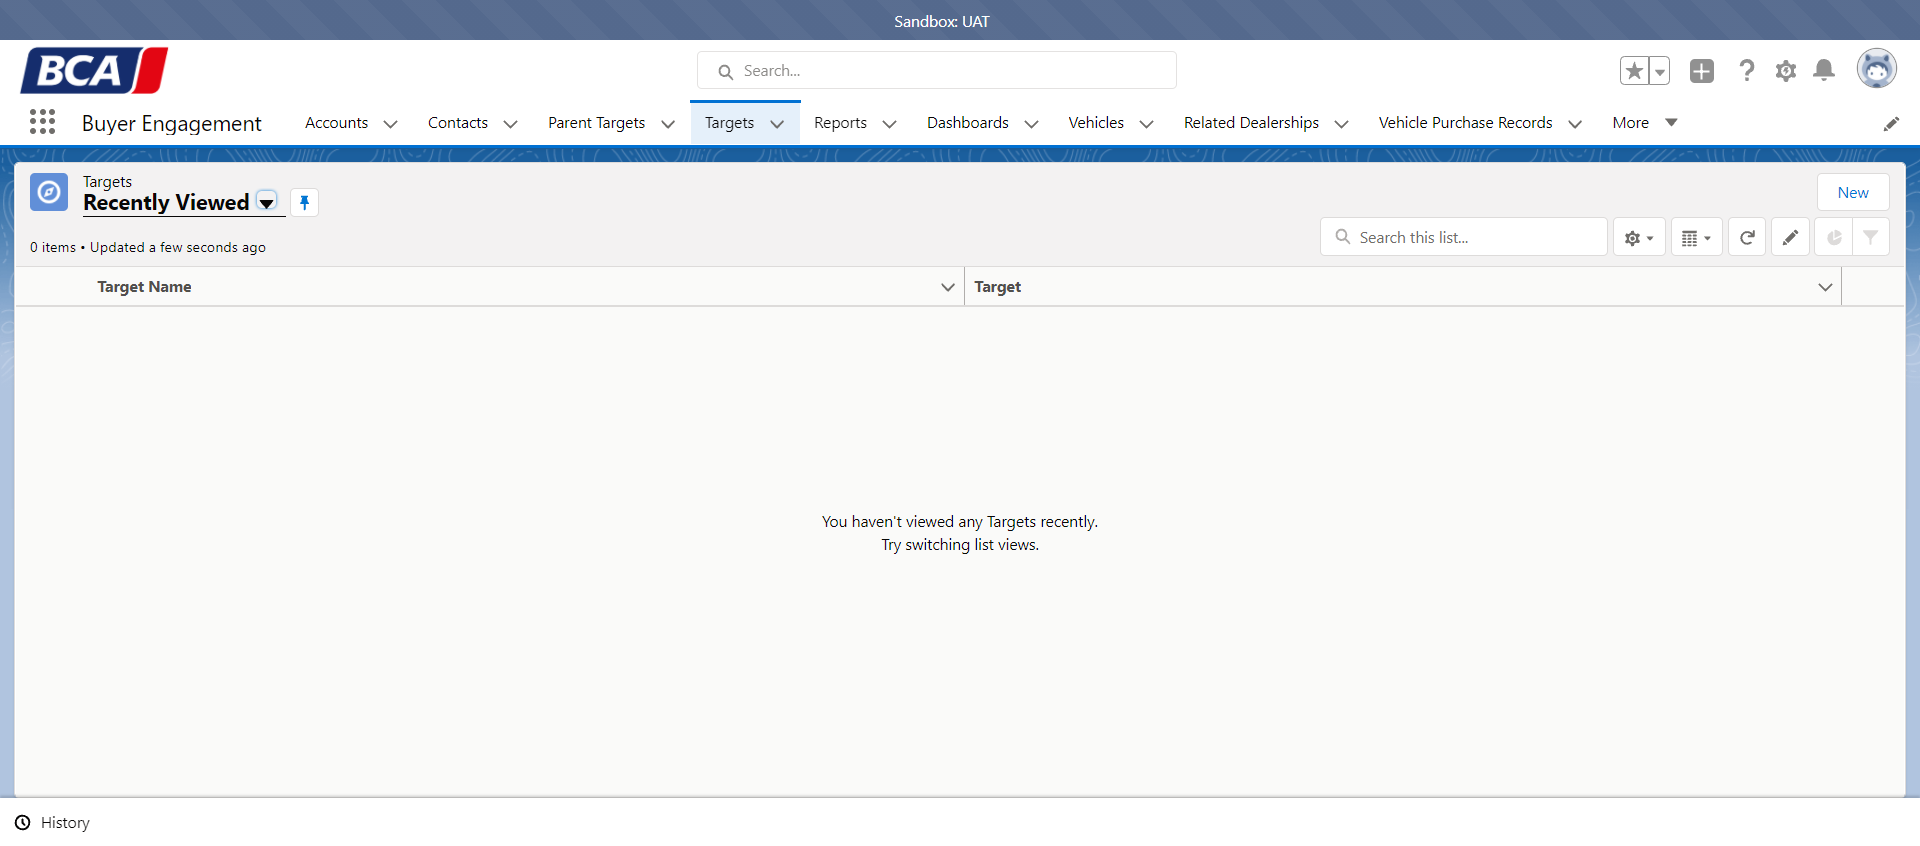 Sandbox: UAT
BCA
Search...
Buyer Engagement
Accounts
Contacts
Parent Targets
Targets
Reports
Dashboards
Vehicles
Related Dealerships
Vehicle Purchase Records
More
Targets
Recently Viewed
New
0 items • Updated a few seconds ago
Search this list...
Target Name
Target
You haven't viewed any Targets recently.
Try switching list views.
History